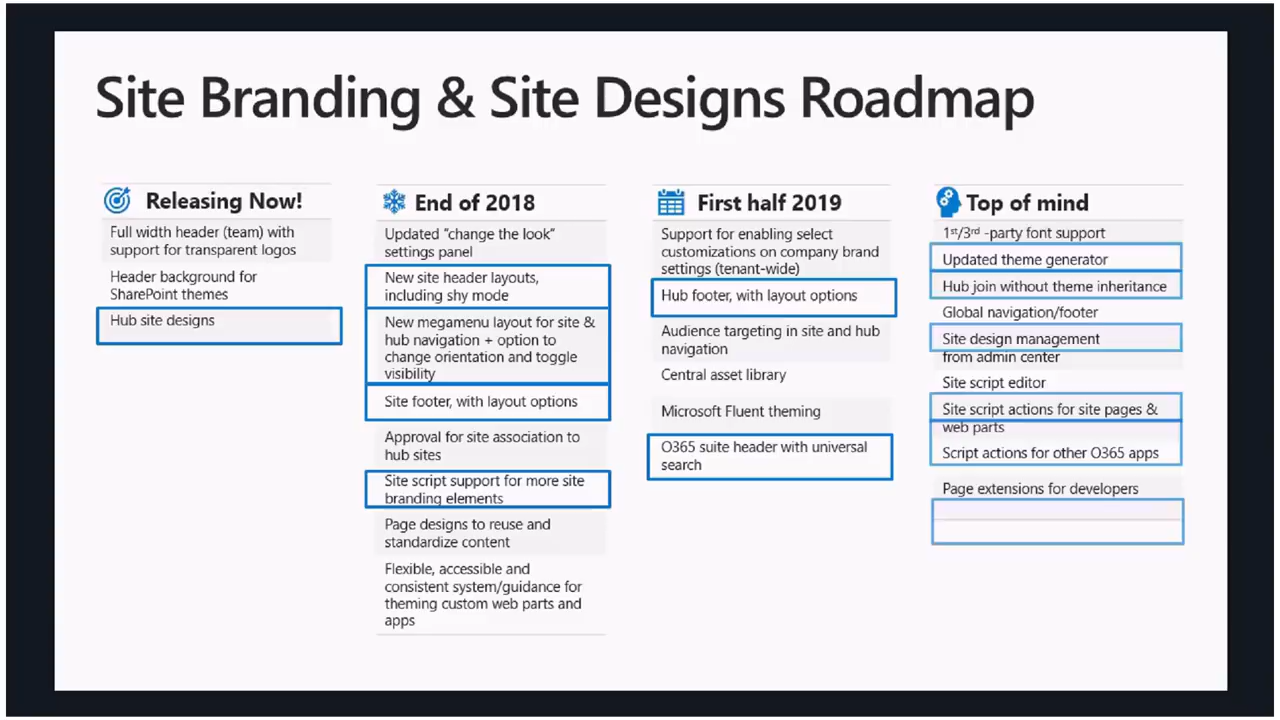 Site Branding & Site Designs Roadmap
Releasing Now!
Full width header (team) with
support for transparent logos
Header background for
SharePoint themes
Hub site designs
End of 2018
Updated "change the look"
settings panel
New site header layouts,
including shy mode
New megamenu layout for site &
hub navigation + option to
change orientation and toggle
visibility
Site footer, with layout options
Approval for site association to
hub sites
Site script support for more site
branding elements
Page designs to reuse and
standardize content
Flexible, accessible and
consistent system/guidance for
theming custom web parts and
apps
First half 2019
Support for enabling select
customizations on company brand
settings (tenant-wide)
Hub footer, with layout options
Audience targeting in site and hub
navigation
Central asset library
Microsoft Fluent theming
O365 suite header with universal
search
Top of mind
1st/3rd -party font support
Updated theme generator
Hub join without theme inheritance
Global navigation/footer
Site design management
from admin center
Site script editor
Site script actions for site pages &
web parts
Script actions for other O365 apps
Page extensions for developers